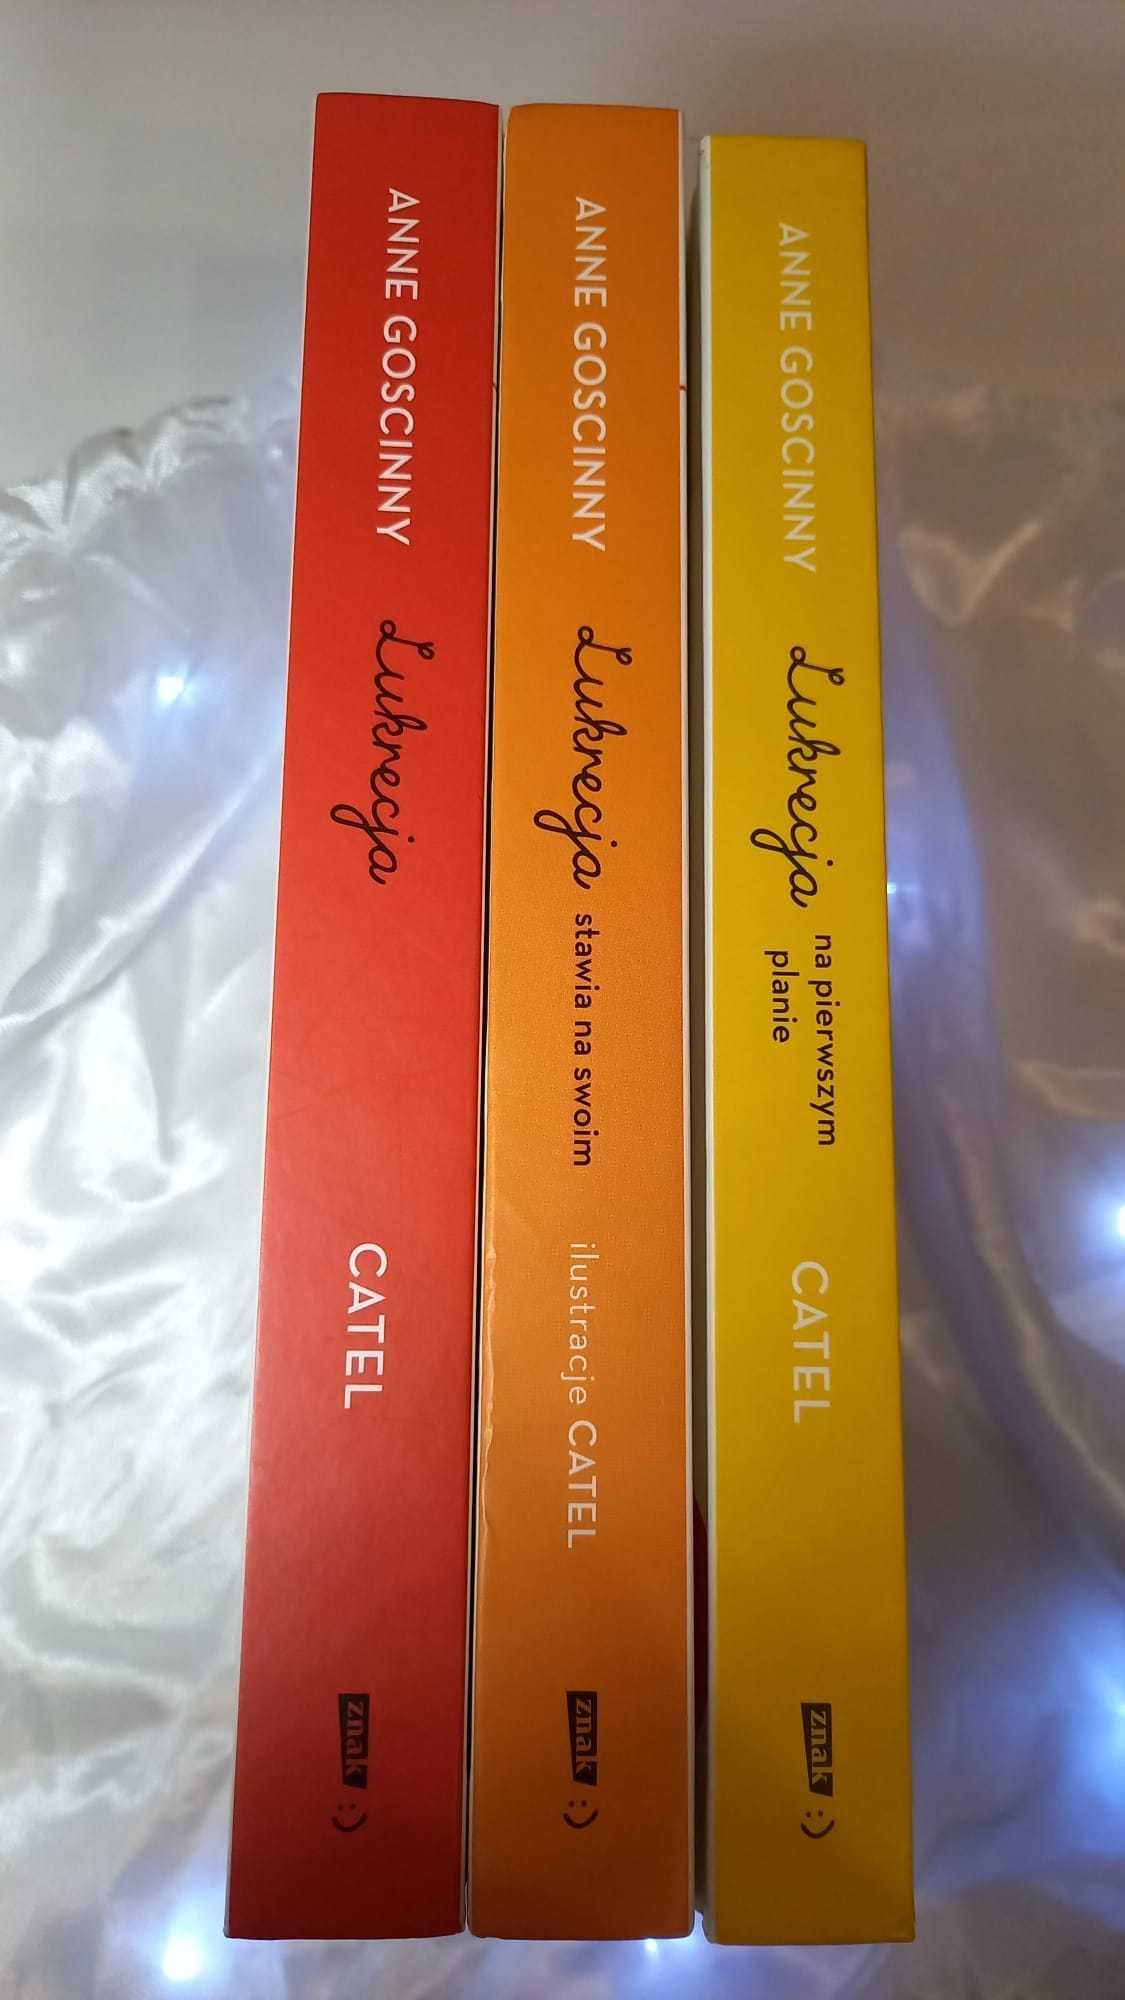 ANNE GOSCINNY
Lukrecja
CATEL
znak :)
ANNE GOSCINNY
Lukrecja
stawia na swoim
ilustracje CATEL
znak :)
ANNE GOSCINNY
Lukrecja
na pierwszym
planie
CATEL
znak :)